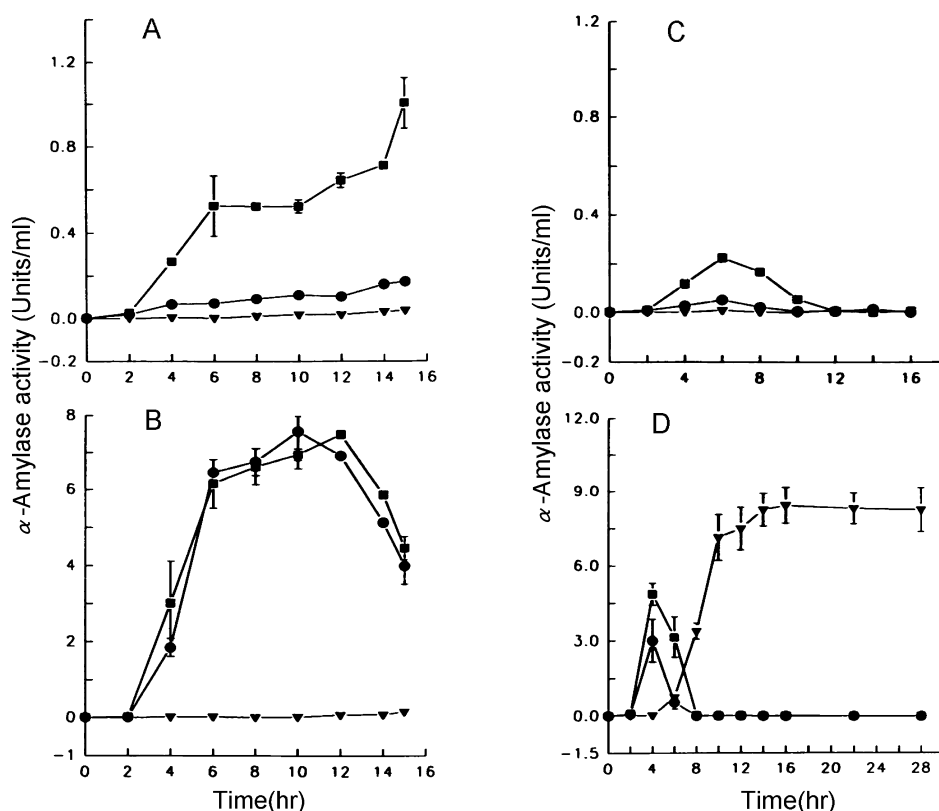 A
1.2
0.8
0.4
0.0
−0.2
0 2 4 6 8 10 12 14 16
B
8
6
4
2
0
−1
0 2 4 6 8 10 12 14 16
Time(hr)
α-Amylase activity (Units/ml)
C
1.2
0.8
0.4
0.2
0.0
−0.2
0 4 8 12 16
D
12.0
9.0
3.0
0.0
−1.5
0 4 8 12 16 22 24 28
Time(hr)
α-Amylase activity (Units/ml)